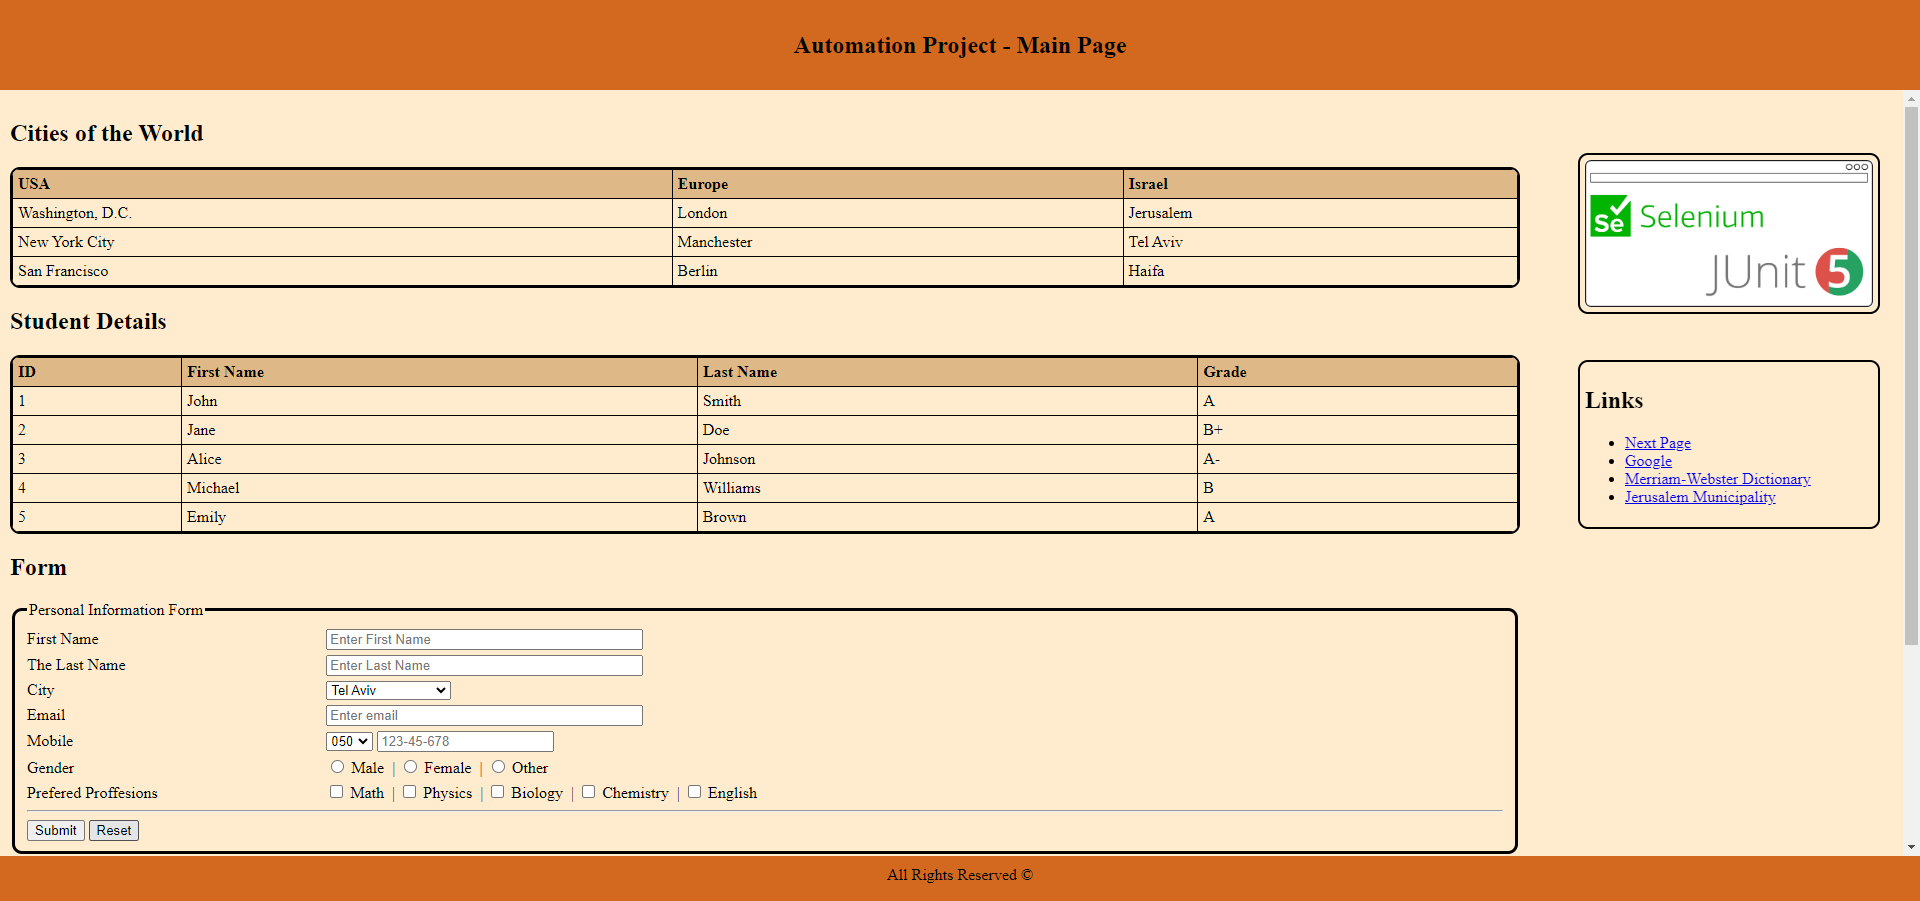 Automation Project - Main Page
Cities of the World
USA Europe Israel
Washington, D.C. London Jerusalem
New York City Manchester Tel Aviv
San Francisco Berlin Haifa
Student Details
ID First Name Last Name Grade
1 John Smith A
2 Jane Doe B+
3 Alice Johnson A-
4 Michael Williams B
5 Emily Brown A
Form
Personal Information Form
First Name Enter First Name
The Last Name Enter Last Name
City Tel Aviv
Email Enter email
Mobile 050 123-45-678
Gender Male | Female | Other
Prefered Proffesions Math | Physics | Biology | Chemistry | English
Submit Reset
Se Selenium
JUnit 5
Links
Next Page
Google
Merriam-Webster Dictionary
Jerusalem Municipality
All Rights Reserved ©